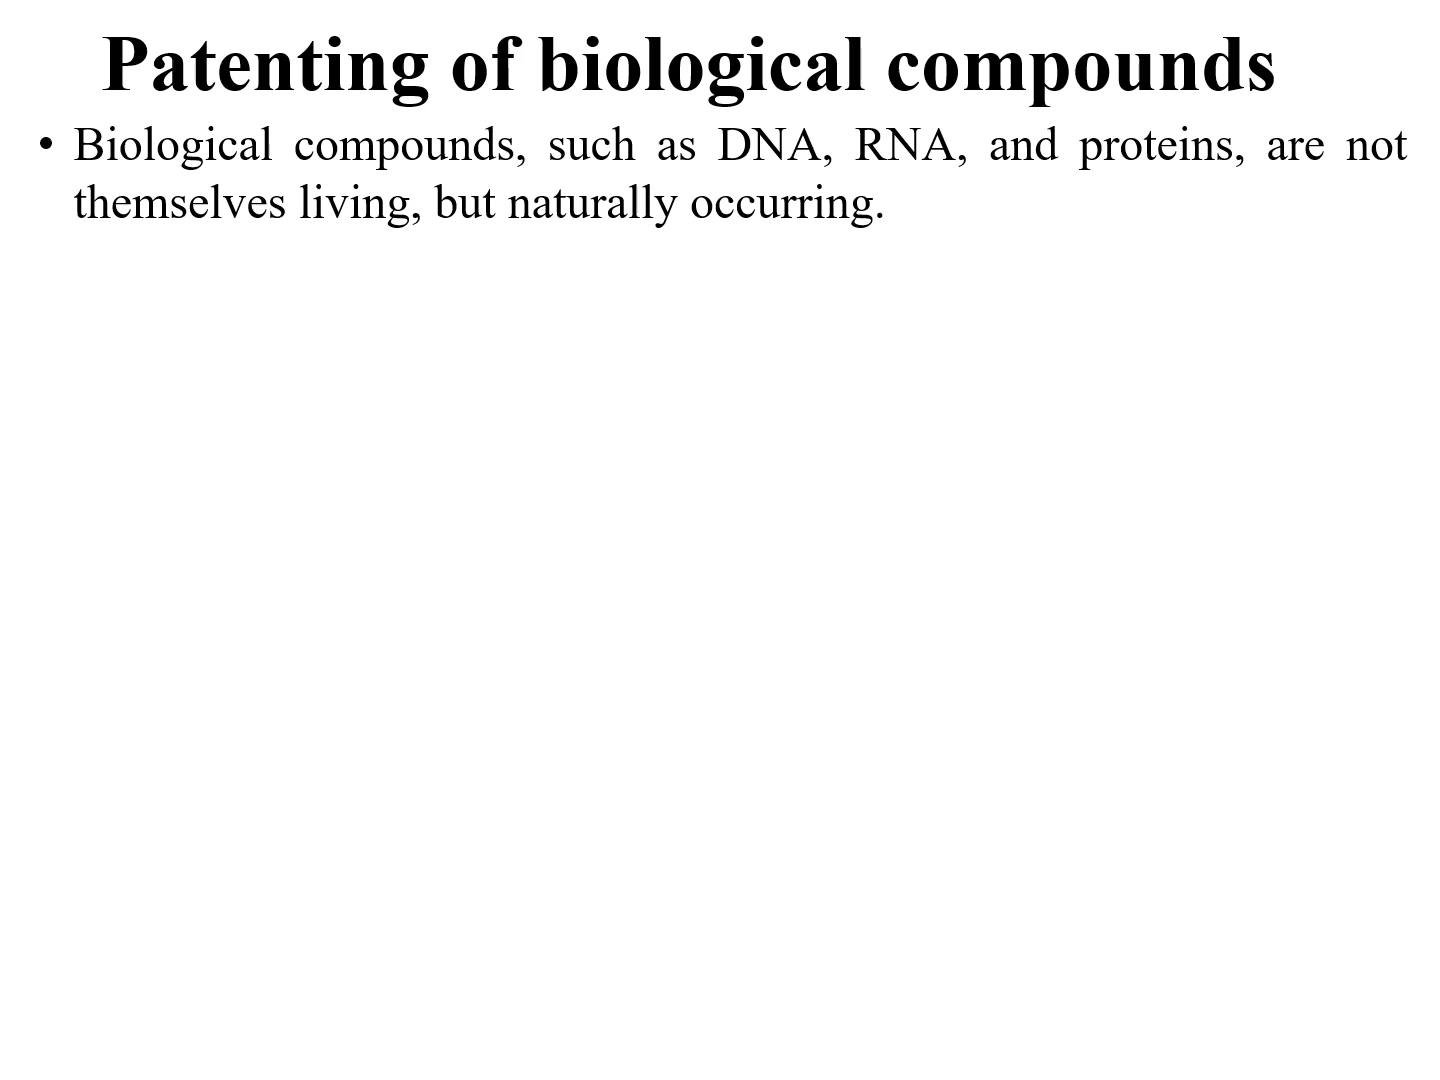 Patenting of biological compounds
• Biological compounds, such as DNA, RNA, and proteins, are not
themselves living, but naturally occurring.